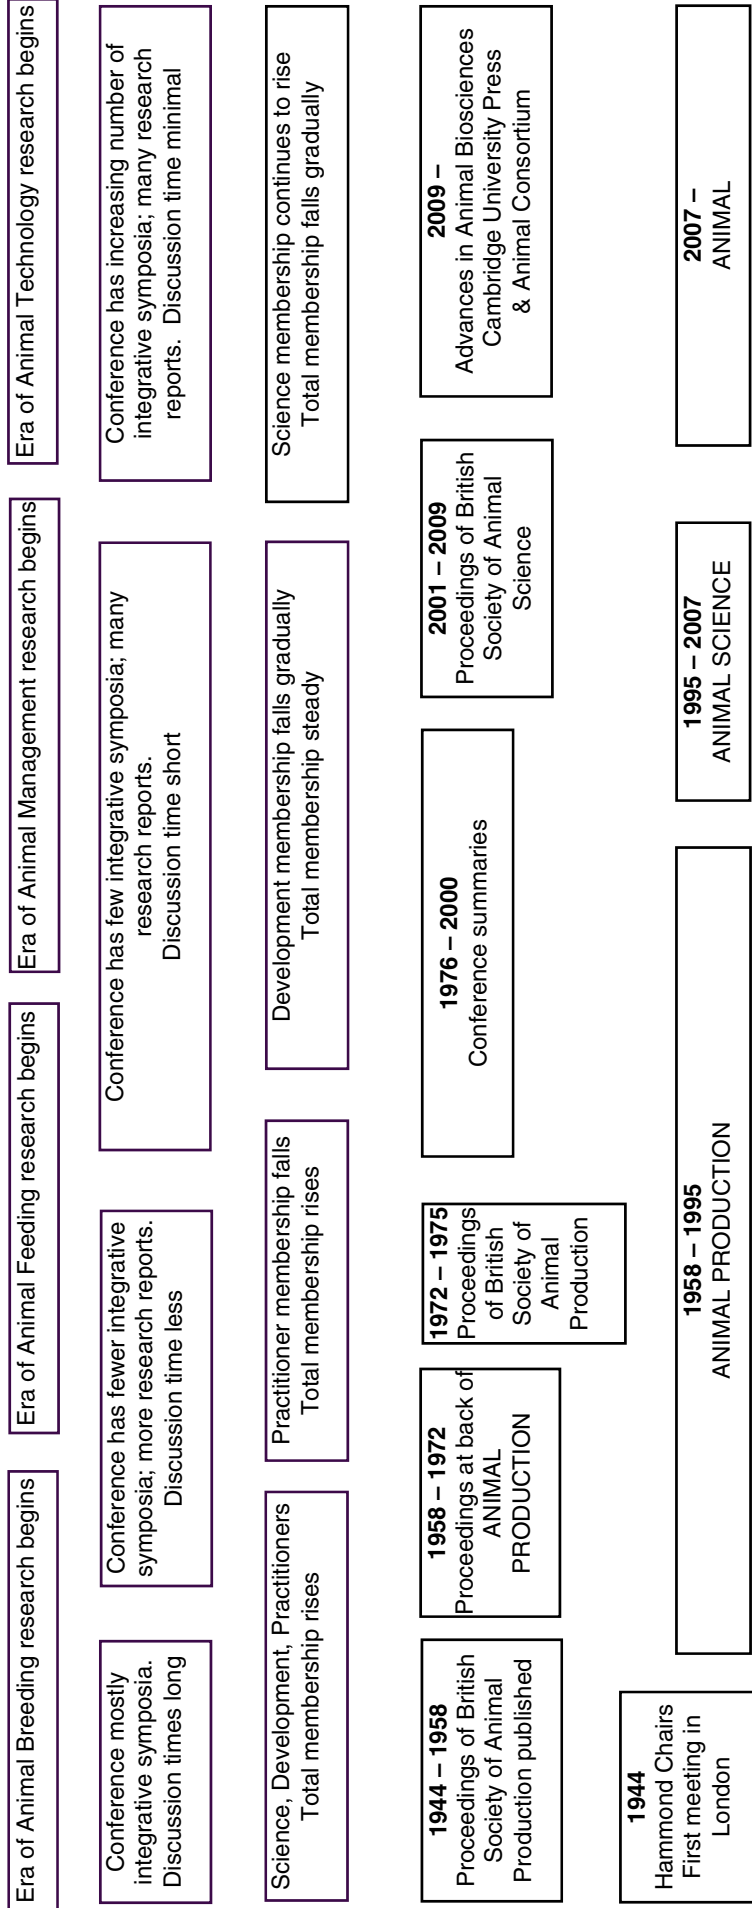 Era of Animal Breeding research begins
Era of Animal Feeding research begins
Era of Animal Management research begins
Era of Animal Technology research begins
Conference mostly
integrative symposia.
Discussion times long
Conference has fewer integrative
symposia; more research reports.
Discussion time less
Conference has few integrative symposia; many
research reports.
Discussion time short
Conference has increasing number of
integrative symposia; many research
reports. Discussion time minimal
Science, Development, Practitioners
Total membership rises
Practitioner membership falls
Total membership rises
Development membership falls gradually
Total membership steady
Science membership continues to rise
Total membership falls gradually
1944 – 1958
Proceedings of British
Society of Animal
Production published
1958 – 1972
Proceedings at back of
ANIMAL
PRODUCTION
1972 – 1975
Proceedings
of British
Society of
Animal
Production
1976 – 2000
Conference summaries
2001 – 2009
Proceedings of British
Society of Animal
Science
2009 –
Advances in Animal Biosciences
Cambridge University Press
& Animal Consortium
1944
Hammond Chairs
First meeting in
London
1958 – 1995
ANIMAL PRODUCTION
1995 – 2007
ANIMAL SCIENCE
2007 –
ANIMAL